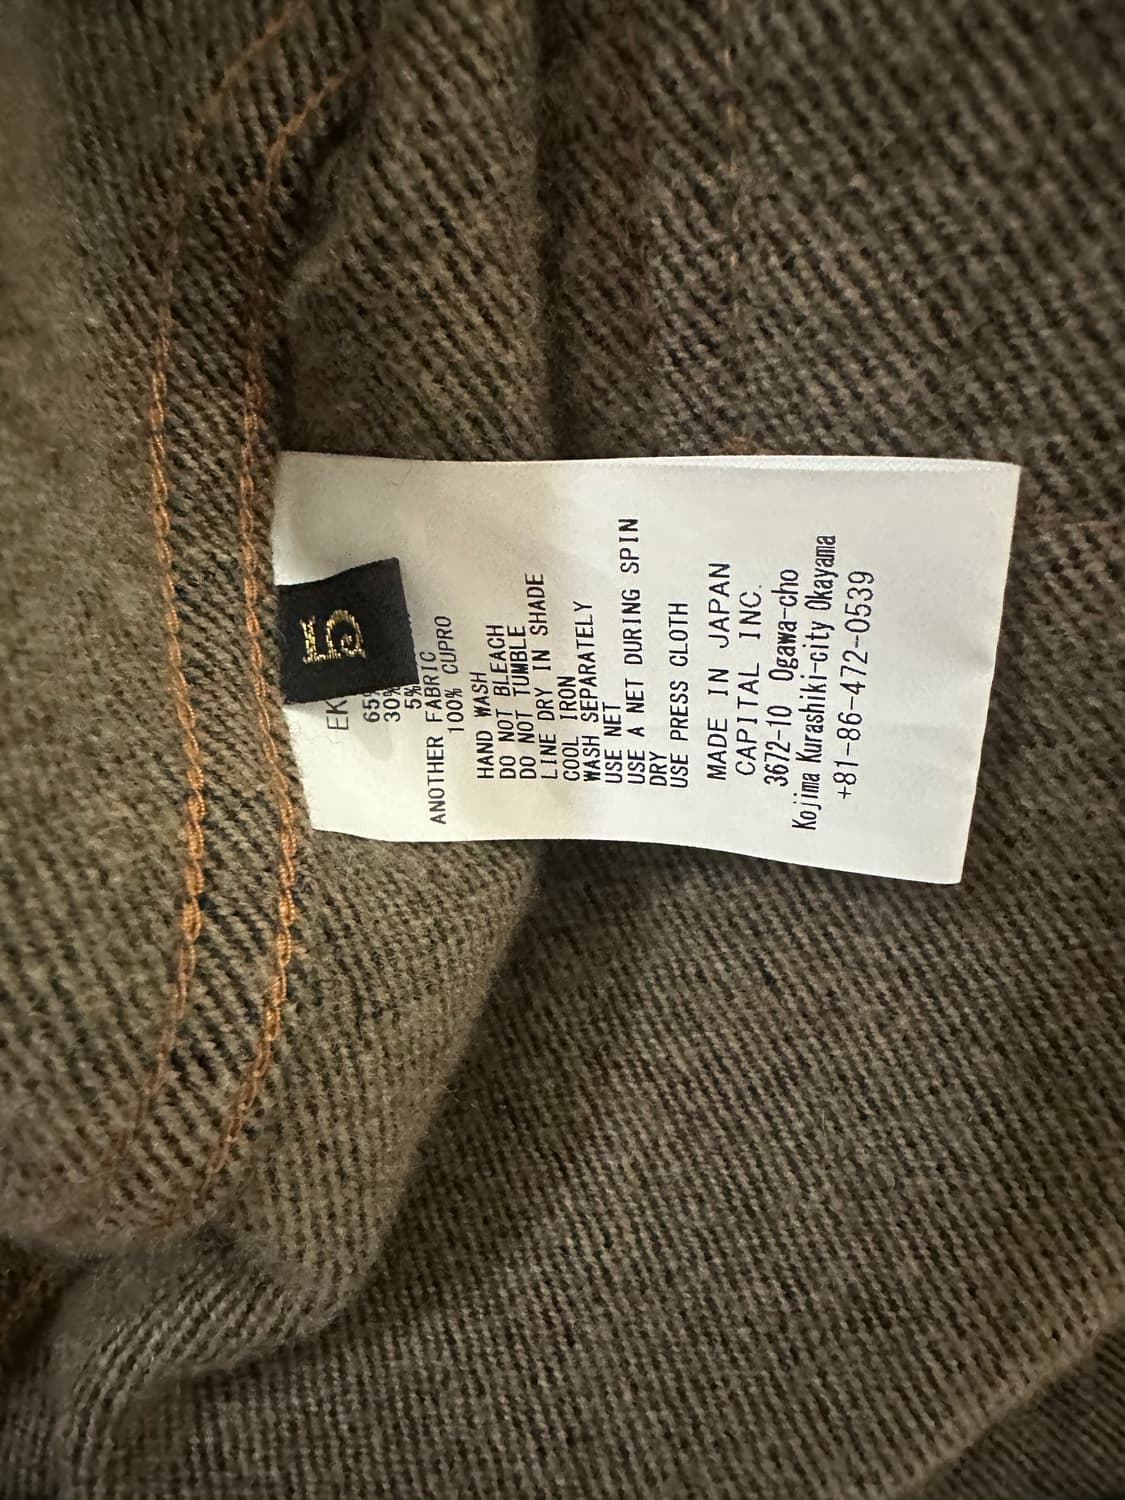 5
EK
65%
30%
5%
ANOTHER FABRIC
100% CUPRO
HAND WASH
DO NOT BLEACH
DO NOT TUMBLE
LINE DRY IN SHADE
COOL IRON
WASH SEPARATELY
USE NET
USE A NET DURING SPIN
DRY
USE PRESS CLOTH
MADE IN JAPAN
CAPITAL INC.
3672-10 Ogawa-cho
Kojima Kurashiki-city Okayama
+81-86-472-0539